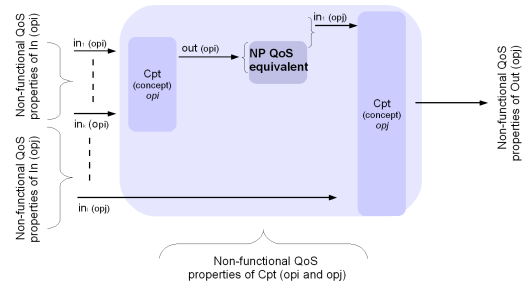 Non-functional QoS
properties of In (opi)
in₁ (opi)
inₖ (opi)
Cpt
(concept)
opi
out (opi)
NP QoS
equivalent
in₁ (opj)
Cpt
(concept)
opj
Non-functional QoS
properties of Out (opj)
Non-functional QoS
properties of In (opj)
inₗ (opj)
Non-functional QoS
properties of Cpt (opi and opj)